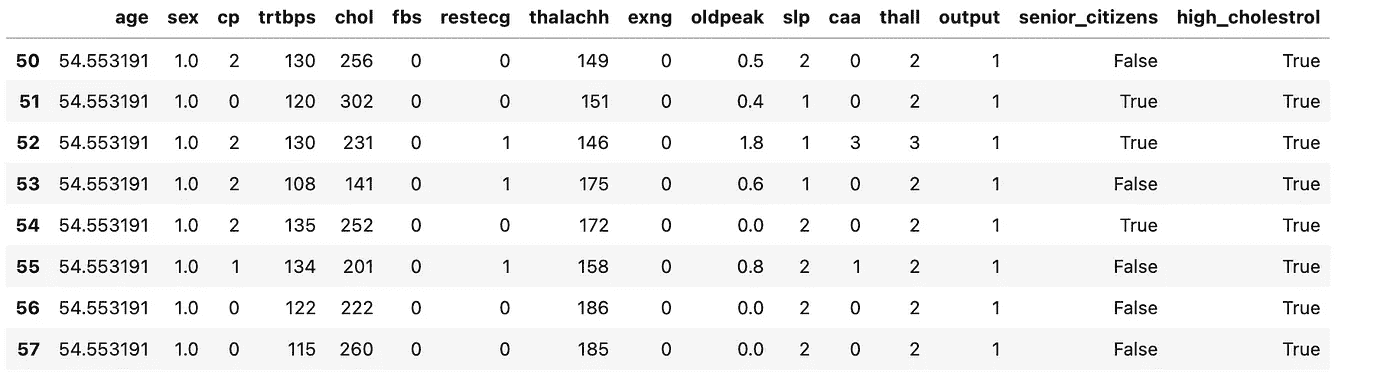 age sex cp trtbps chol fbs restecg thalachh exng oldpeak slp caa thall output senior_citizens high_cholestrol
50 54.553191 1.0 2 130 256 0 0 149 0 0.5 2 0 2 1 False True
51 54.553191 1.0 0 120 302 0 0 151 0 0.4 1 0 2 1 True True
52 54.553191 1.0 2 130 231 0 1 146 0 1.8 1 3 3 1 True True
53 54.553191 1.0 2 108 141 0 1 175 0 0.6 1 0 2 1 False True
54 54.553191 1.0 2 135 252 0 0 172 0 0.0 2 0 2 1 True True
55 54.553191 1.0 1 134 201 0 1 158 0 0.8 2 1 2 1 False True
56 54.553191 1.0 0 122 222 0 0 186 0 0.0 2 0 2 1 False True
57 54.553191 1.0 0 115 260 0 0 185 0 0.0 2 0 2 1 False True